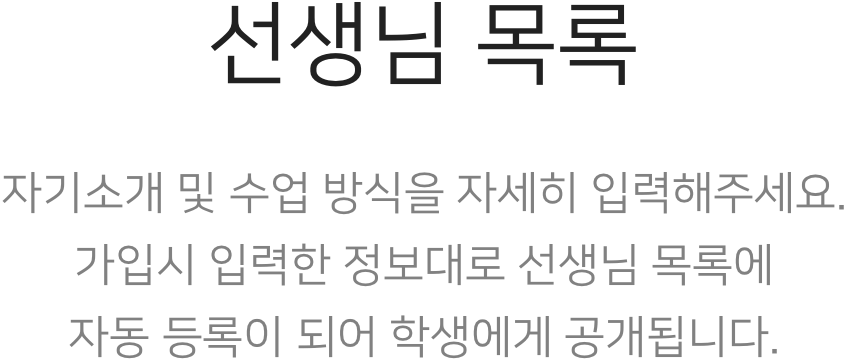 선생님 목록
자기소개 및 수업 방식을 자세히 입력해주세요.
가입시 입력한 정보대로 선생님 목록에
자동 등록이 되어 학생에게 공개됩니다.